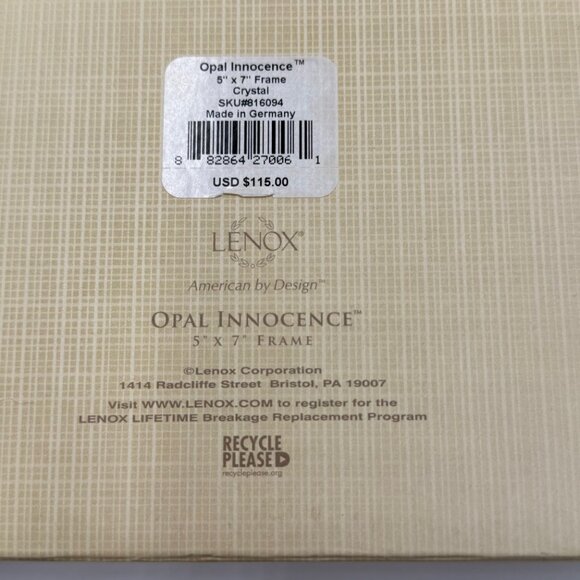 Opal Innocence™
5" x 7" Frame
Crystal
SKU#816094
Made in Germany
8 82864 27006 1
USD $115.00
LENOX®
American by Design™
OPAL INNOCENCE™
5" X 7" FRAME
©Lenox Corporation
1414 Radcliffe Street Bristol, PA 19007
Visit WWW.LENOX.COM to register for the
LENOX LIFETIME Breakage Replacement Program
RECYCLE
PLEASE
recycleplease.org